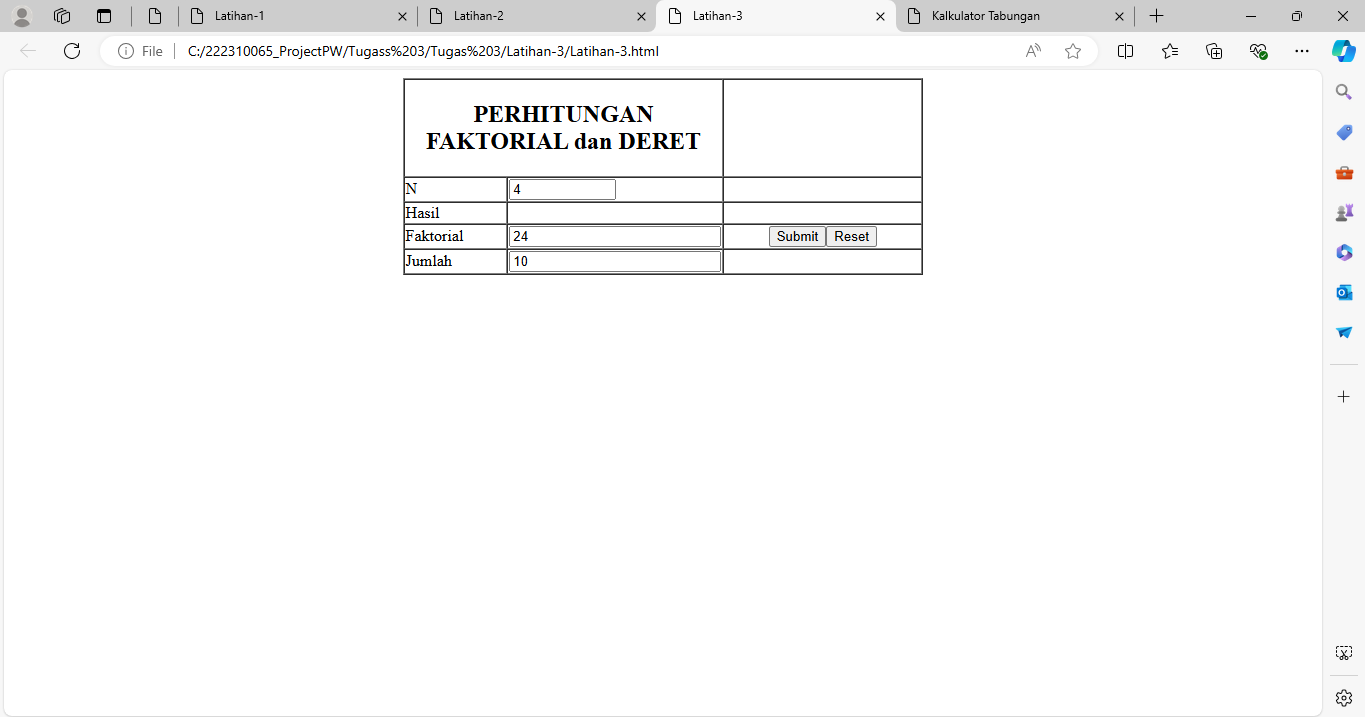 Latihan-1
Latihan-2
Latihan-3
Kalkulator Tabungan
File
C:/222310065_ProjectPW/Tugass%203/Tugas%203/Latihan-3/Latihan-3.html
PERHITUNGAN
FAKTORIAL dan DERET
N 4
Hasil
Faktorial 24 Submit Reset
Jumlah 10